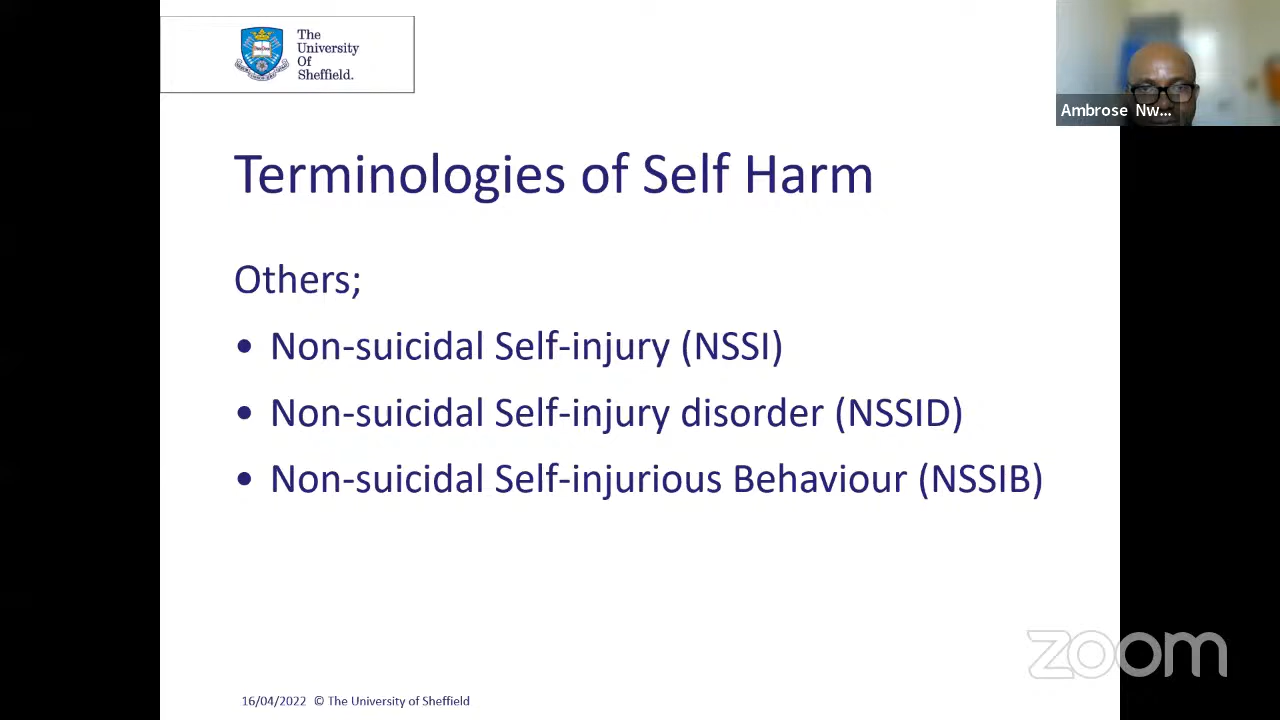 The
University
Of
Sheffield.
Ambrose Nw...
Terminologies of Self Harm
Others;
• Non-suicidal Self-injury (NSSI)
• Non-suicidal Self-injury disorder (NSSID)
• Non-suicidal Self-injurious Behaviour (NSSIB)
zoom
16/04/2022 © The University of Sheffield